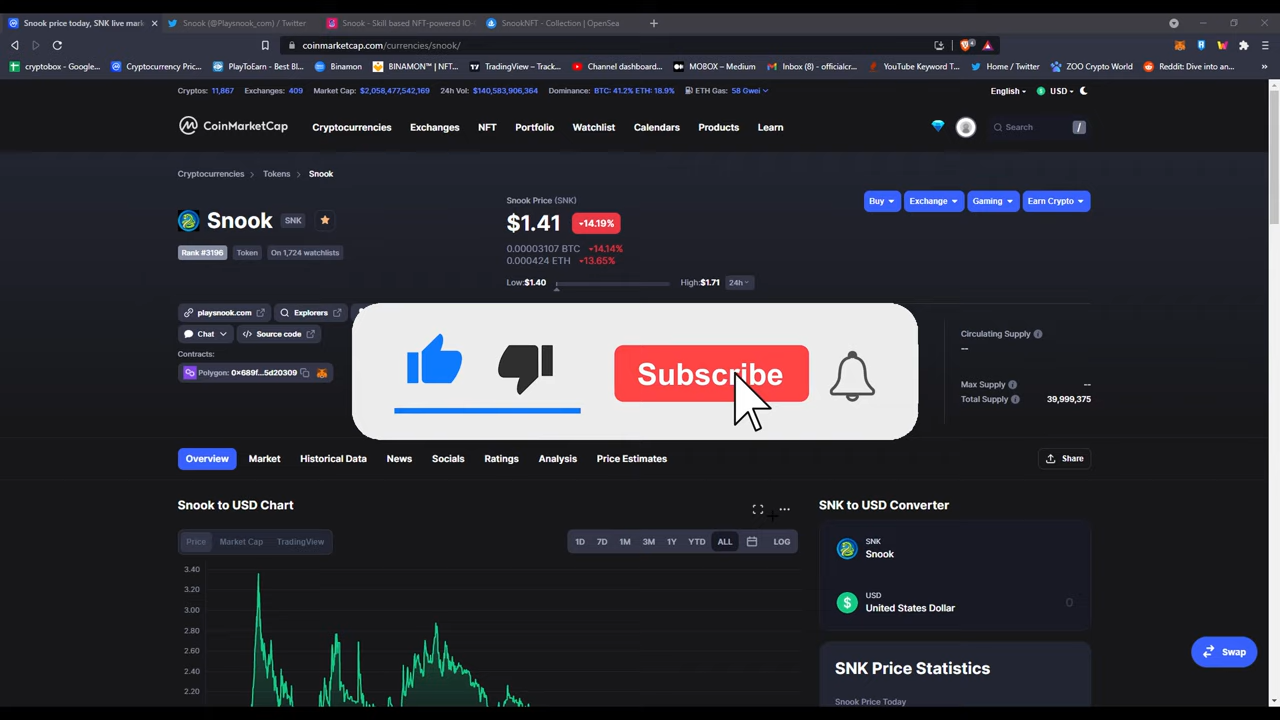 Snook price today, SNK live mark
Snook (@Playsnook_com) / Twitter
Snook - Skill based NFT-powered IO-
SnookNFT - Collection | OpenSea
coinmarketcap.com/currencies/snook/
cryptobox - Googl...
Cryptocurrency Pric...
PlayToEarn - Best Bl...
Binamon
BINAMON™ | NFT...
TradingView – Track...
Channel dashboard...
MOBOX – Medium
Inbox (8) - officialcr...
YouTube Keyword T...
Home / Twitter
ZOO Crypto World
Reddit: Dive into an...
Cryptos: 11,867 Exchanges: 409 Market Cap: $2,058,477,542,169 24h Vol: $140,583,906,364 Dominance: BTC: 41.2% ETH: 18.9% ETH Gas: 58 Gwei
English USD
CoinMarketCap Cryptocurrencies Exchanges NFT Portfolio Watchlist Calendars Products Learn
Search /
Cryptocurrencies > Tokens > Snook
Snook SNK
Rank #3196 Token On 1,724 watchlists
Snook Price (SNK)
$1.41 14.19%
0.00003107 BTC 14.14%
0.000424 ETH 13.65%
Low:$1.40 High:$1.71 24h
Buy Exchange Gaming Earn Crypto
playsnook.com Explorers
Chat Source code
Contracts:
Polygon: 0x689f...5d20309
Subscribe
Circulating Supply
--
Max Supply --
Total Supply 39,999,375
Overview Market Historical Data News Socials Ratings Analysis Price Estimates
Share
Snook to USD Chart
Price Market Cap TradingView
1D 7D 1M 3M 1Y YTD ALL LOG
3.40
3.20
3.00
2.80
2.60
2.40
2.20
SNK to USD Converter
SNK
Snook
USD
United States Dollar
0
Swap
SNK Price Statistics
Snook Price Today